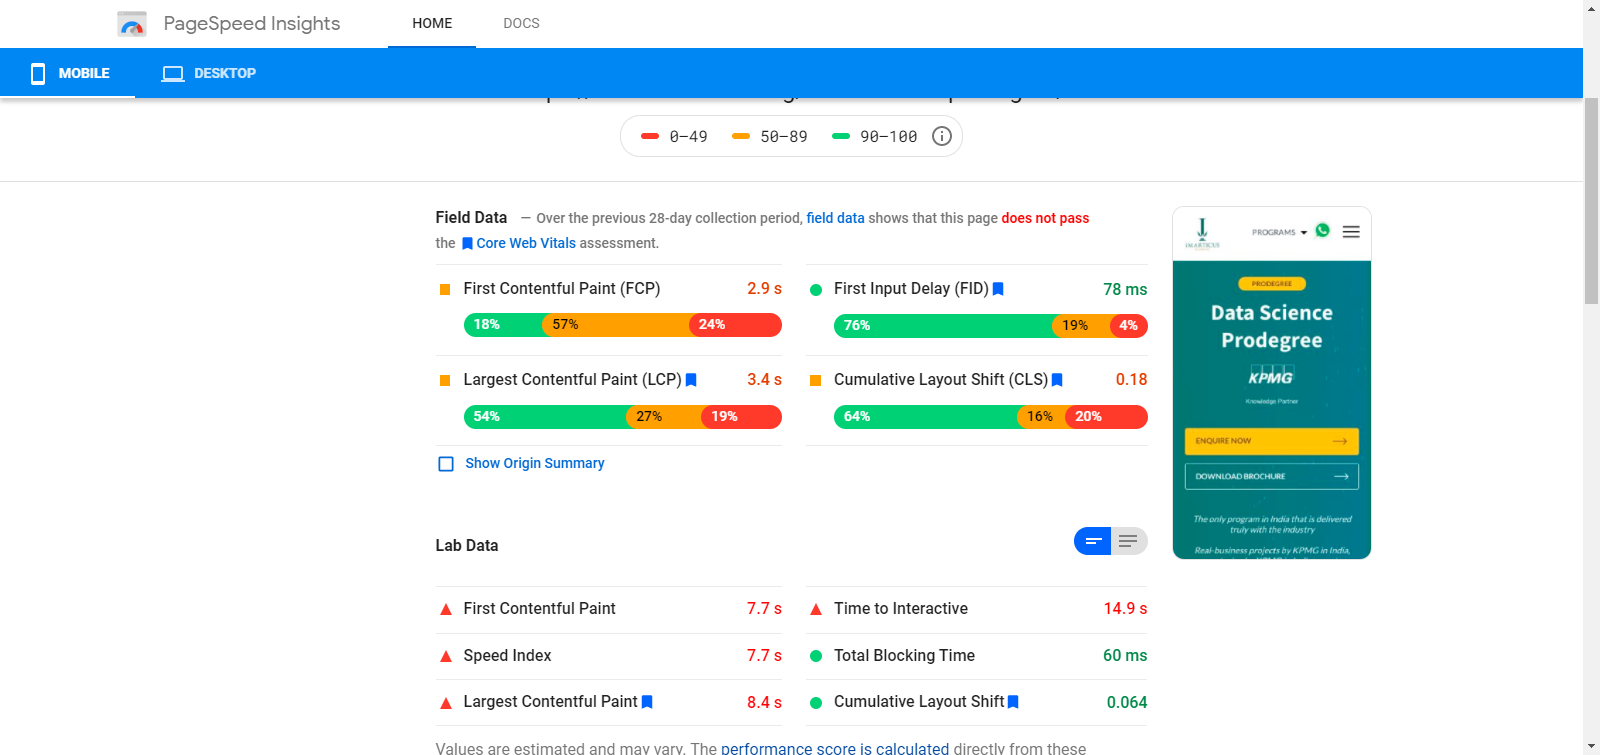 PageSpeed Insights
HOME
DOCS
MOBILE
DESKTOP
0–49
50–89
90–100
Field Data — Over the previous 28-day collection period, field data shows that this page does not pass
the Core Web Vitals assessment.
First Contentful Paint (FCP) 2.9 s
18% 57% 24%
First Input Delay (FID) 78 ms
76% 19% 4%
Largest Contentful Paint (LCP) 3.4 s
54% 27% 19%
Cumulative Layout Shift (CLS) 0.18
64% 16% 20%
Show Origin Summary
Lab Data
First Contentful Paint 7.7 s
Time to Interactive 14.9 s
Speed Index 7.7 s
Total Blocking Time 60 ms
Largest Contentful Paint 8.4 s
Cumulative Layout Shift 0.064
Values are estimated and may vary. The performance score is calculated directly from these
IMARTICUS
PROGRAMS
PRODEGREE
Data Science
Prodegree
KPMG
Knowledge Partner
ENQUIRE NOW
DOWNLOAD BROCHURE
The only program in India that is delivered
truly with the industry
Real-business projects by KPMG in India,